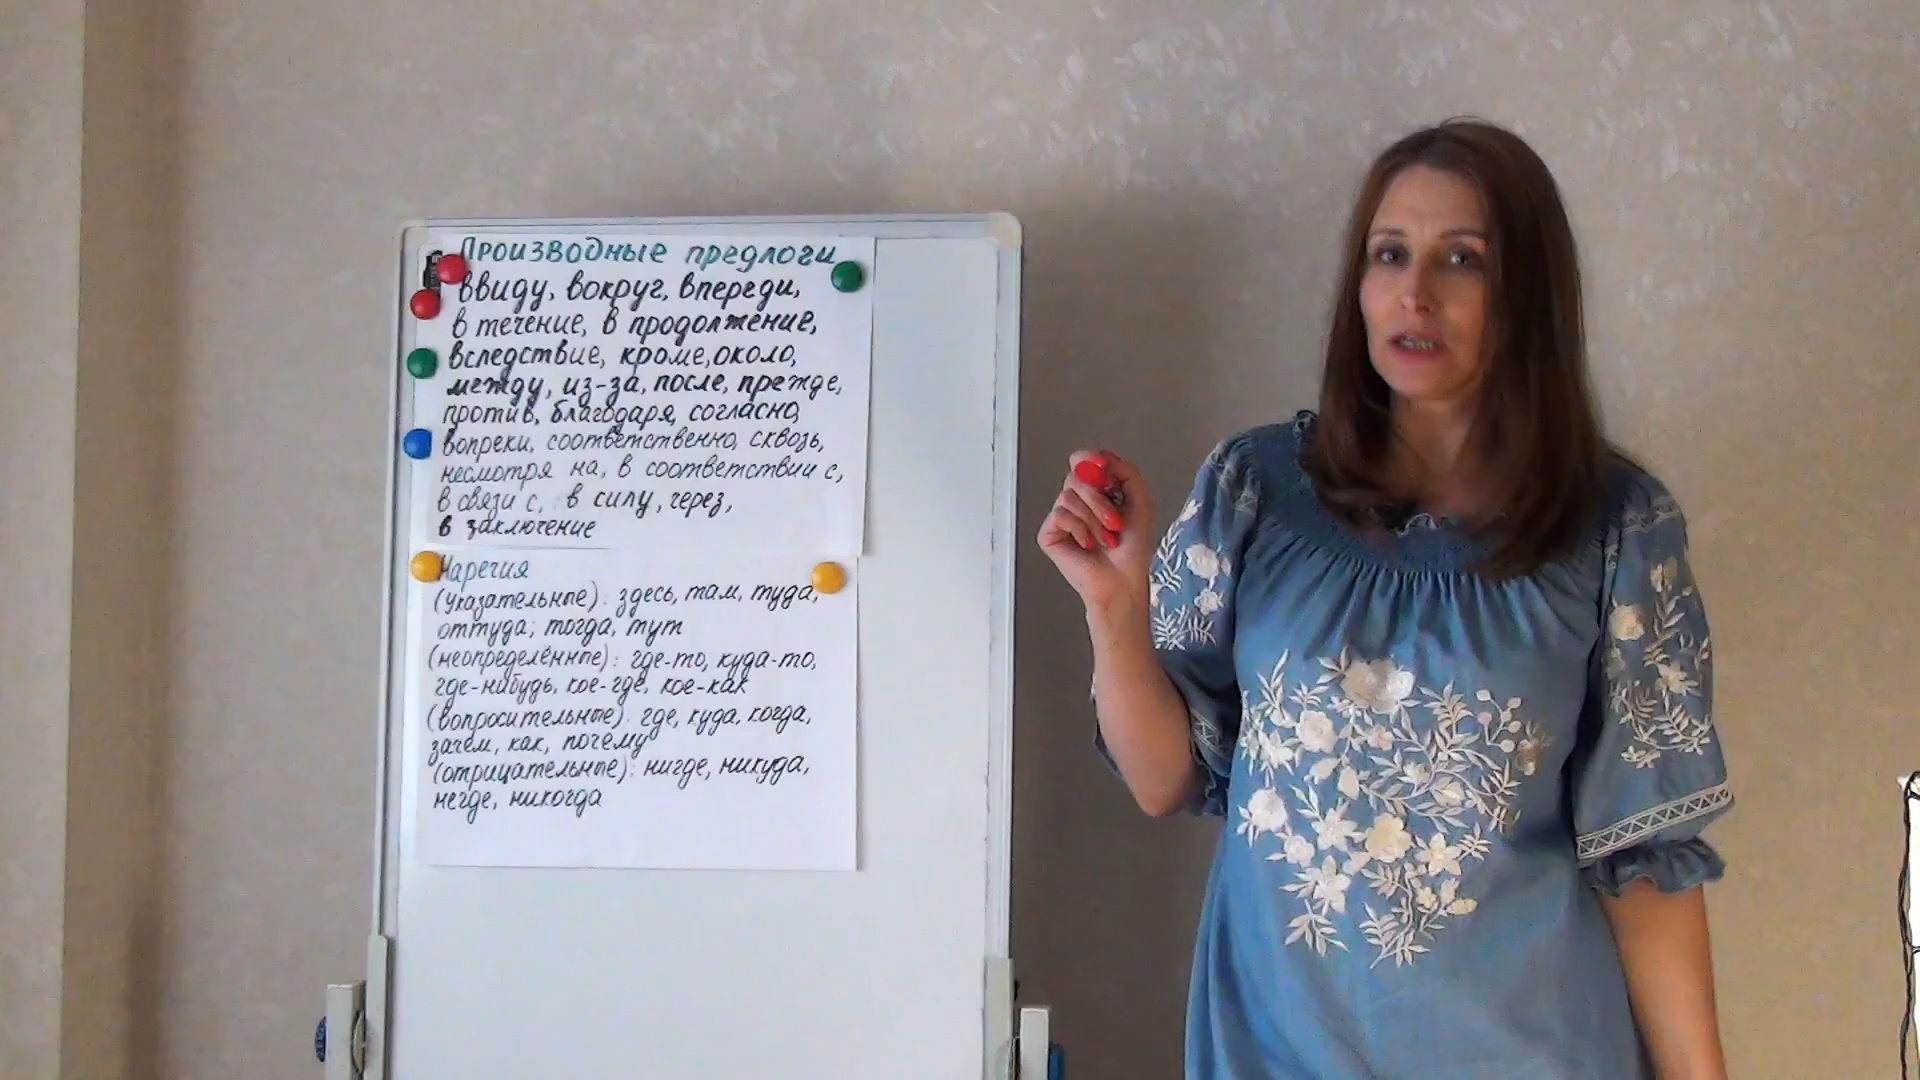 Производные предлоги
ввиду, вокруг, впереди,
в течение, в продолжение,
вследствие, кроме, около,
между, из-за, после, прежде,
против, благодаря, согласно,
вопреки, соответственно, сквозь,
несмотря на, в соответствии с,
в связи с, в силу, через,
в заключение
Наречия
(указательные): здесь, там, туда,
оттуда; тогда, тут
(неопределённые): где-то, куда-то,
где-нибудь, кое-где, кое-как
(вопросительные): где, куда, когда,
зачем, как, почему
(отрицательные): нигде, никуда,
негде, никогда